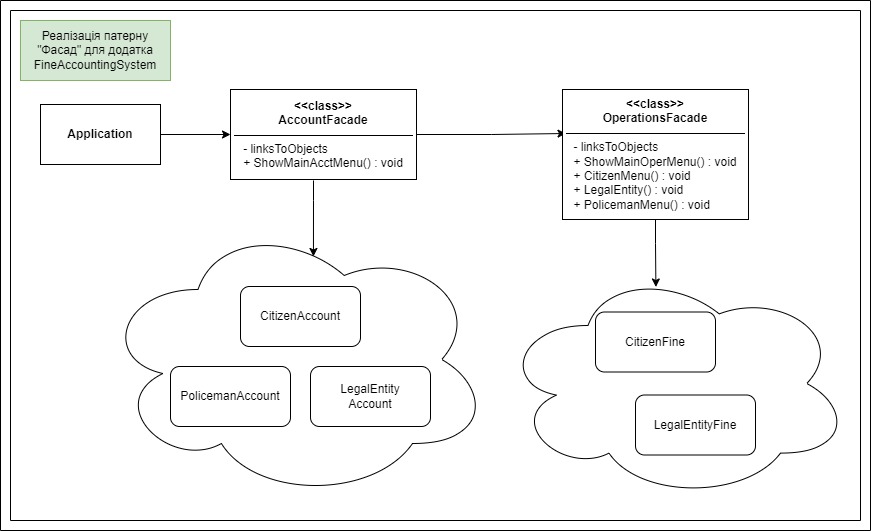 Реалізація патерну
"Фасад" для додатка
FineAccountingSystem
Application
<<class>>
AccountFacade
- linksToObjects
+ ShowMainAcctMenu() : void
<<class>>
OperationsFacade
- linksToObjects
+ ShowMainOperMenu() : void
+ CitizenMenu() : void
+ LegalEntity() : void
+ PolicemanMenu() : void
CitizenAccount
PolicemanAccount
LegalEntity
Account
CitizenFine
LegalEntityFine